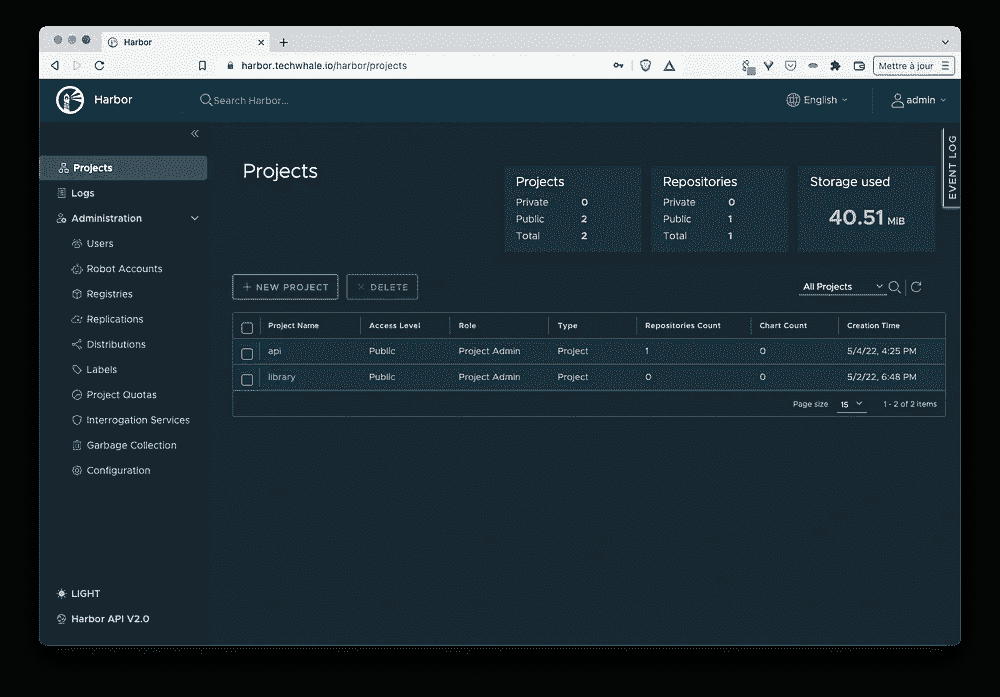 Harbor
harbor.techwhale.io/harbor/projects
Mettre à jour
Harbor
Search Harbor...
English
admin
EVENT LOG
Projects
Logs
Administration
Users
Robot Accounts
Registries
Replications
Distributions
Labels
Project Quotas
Interrogation Services
Garbage Collection
Configuration
LIGHT
Harbor API V2.0
Projects
Projects
Private 0
Public 2
Total 2
Repositories
Private 0
Public 1
Total 1
Storage used
40.51 MiB
+ NEW PROJECT
× DELETE
All Projects
Project Name Access Level Role Type Repositories Count Chart Count Creation Time
api Public Project Admin Project 1 0 5/4/22, 4:25 PM
library Public Project Admin Project 0 0 5/2/22, 6:48 PM
Page size 15 1 - 2 of 2 items